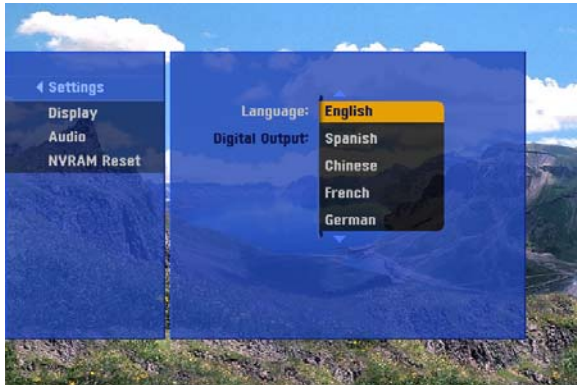 Settings
Display
Audio
NVRAM Reset
Language:
Digital Output:
English
Spanish
Chinese
French
German